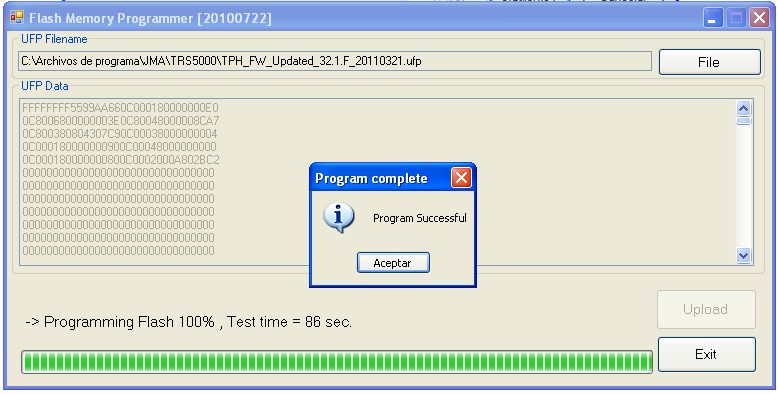 Flash Memory Programmer [20100722]
UFP Filename
C:\Archivos de programa\JMA\TRS5000\TPH_FW_Updated_32.1.F_20110321.ufp
File
UFP Data
FFFFFFFF5599AA660C000180000000E0
0C8006800000003E0C80048000008CA7
0C800380804307C90C00038000000004
0C000180000000900C00048000000000
0C000180000000800C0002000A802BC2
00000000000000000000000000000000
00000000000000000000000000000000
00000000000000000000000000000000
00000000000000000000000000000000
00000000000000000000000000000000
00000000000000000000000000000000
00000000000000000000000000000000
Program complete
Program Successful
Aceptar
-> Programming Flash 100% , Test time = 86 sec.
Upload
Exit